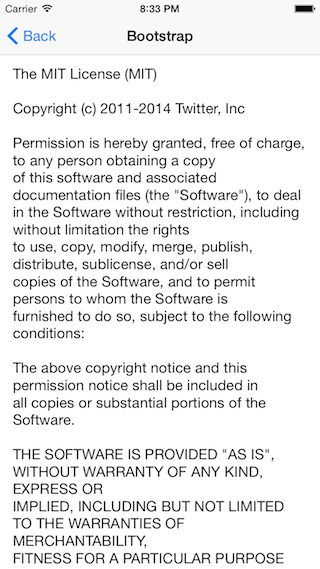 Carrier 8:33 PM
Back Bootstrap
The MIT License (MIT)
Copyright (c) 2011-2014 Twitter, Inc
Permission is hereby granted, free of charge,
to any person obtaining a copy
of this software and associated
documentation files (the "Software"), to deal
in the Software without restriction, including
without limitation the rights
to use, copy, modify, merge, publish,
distribute, sublicense, and/or sell
copies of the Software, and to permit
persons to whom the Software is
furnished to do so, subject to the following
conditions:
The above copyright notice and this
permission notice shall be included in
all copies or substantial portions of the
Software.
THE SOFTWARE IS PROVIDED "AS IS",
WITHOUT WARRANTY OF ANY KIND,
EXPRESS OR
IMPLIED, INCLUDING BUT NOT LIMITED
TO THE WARRANTIES OF
MERCHANTABILITY,
FITNESS FOR A PARTICULAR PURPOSE